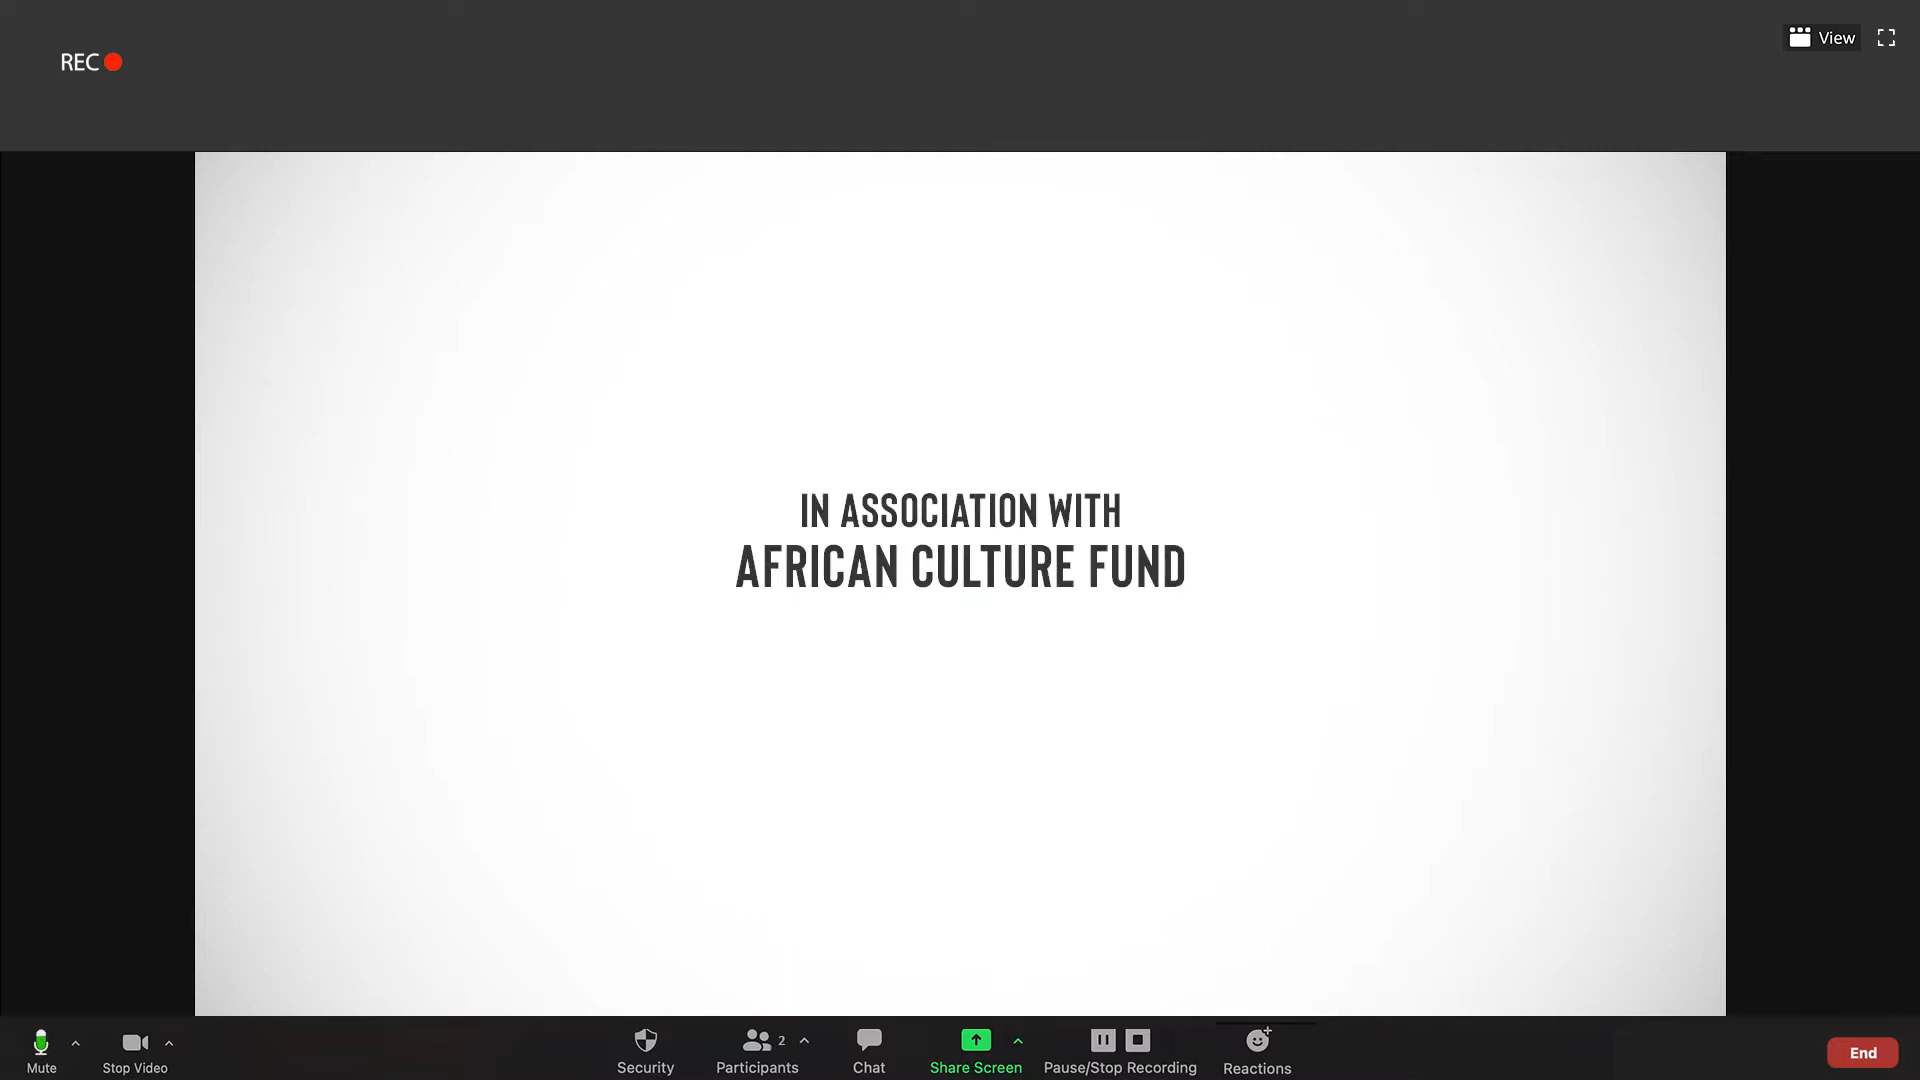 REC
View
IN ASSOCIATION WITH
AFRICAN CULTURE FUND
Mute
Stop Video
Security
Participants
2
Chat
Share Screen
Pause/Stop Recording
Reactions
End